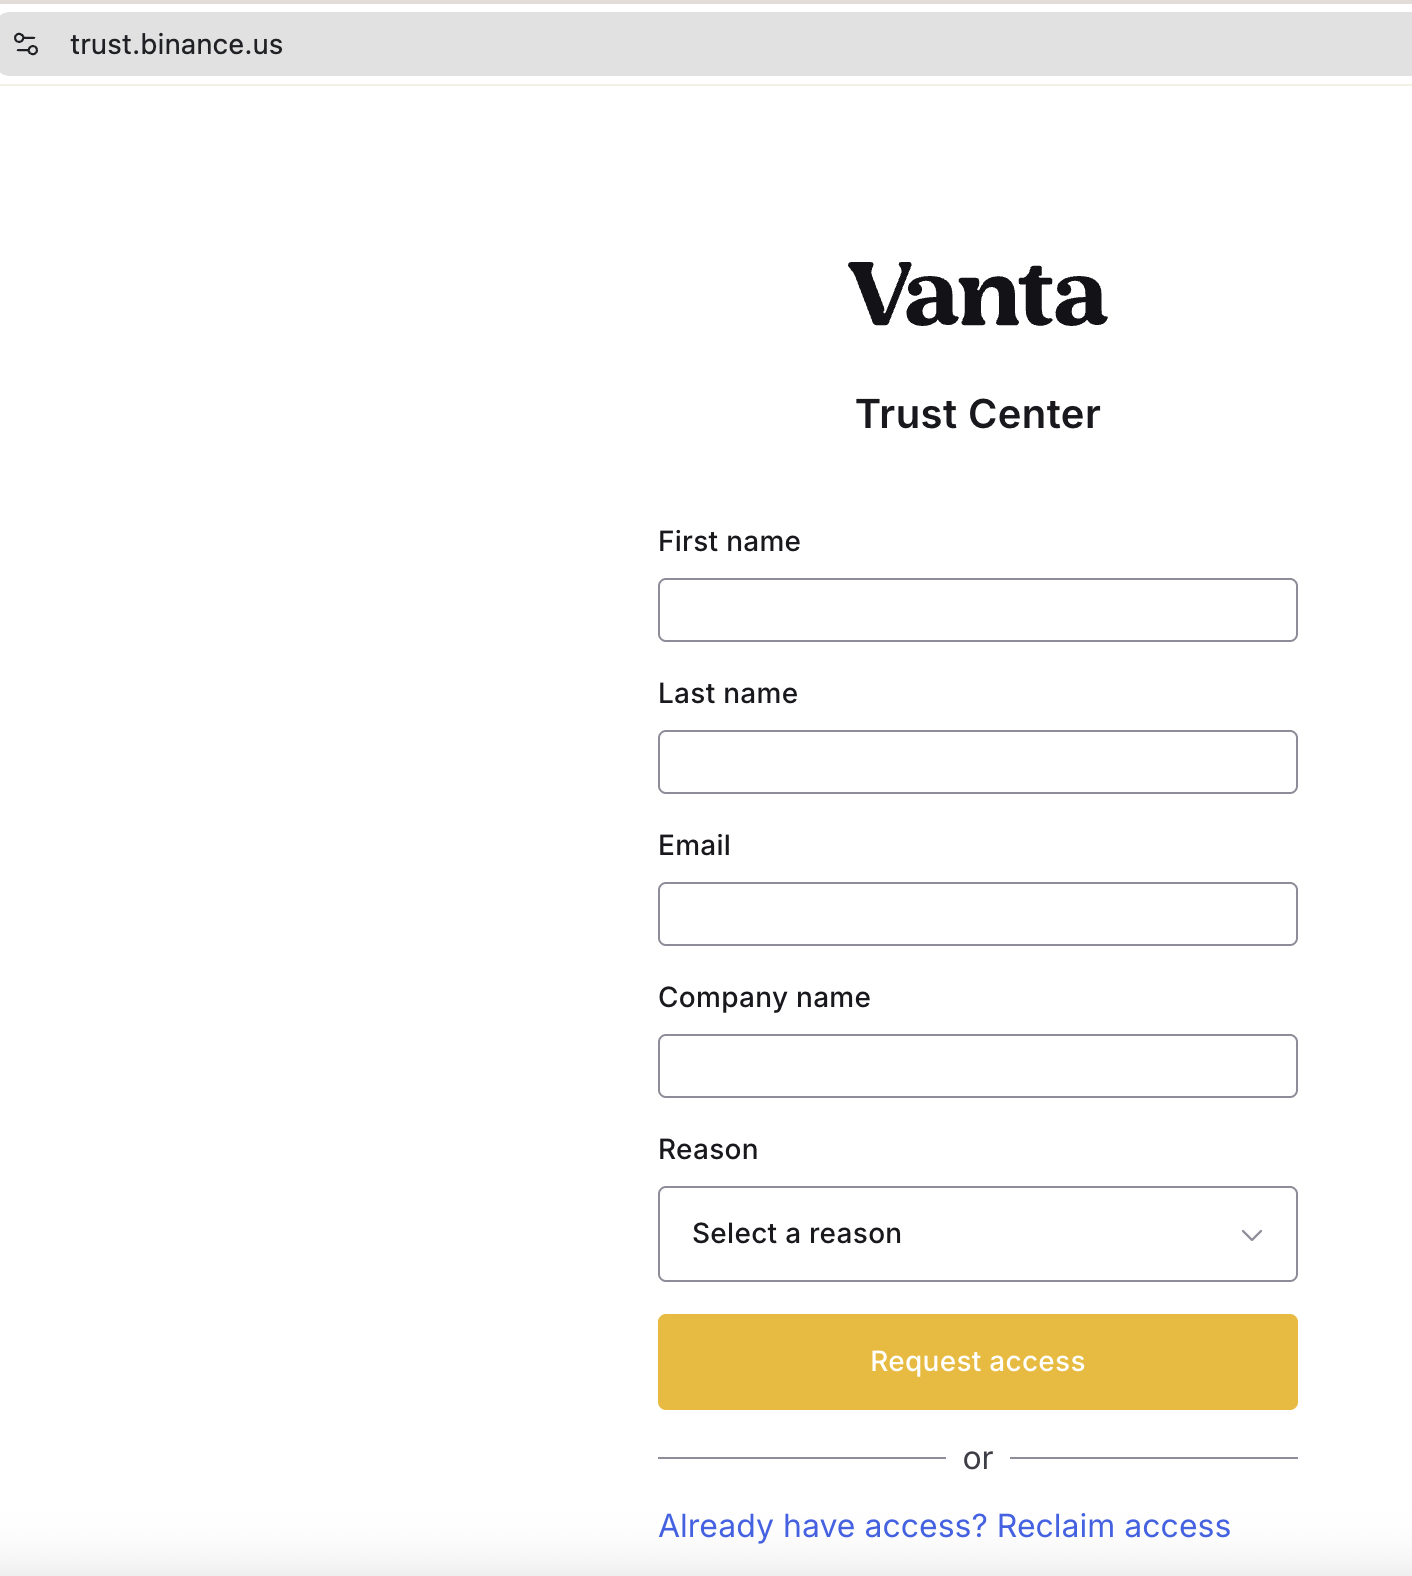 trust.binance.us
Vanta
Trust Center
First name
Last name
Email
Company name
Reason
Select a reason
Request access
or
Already have access? Reclaim access